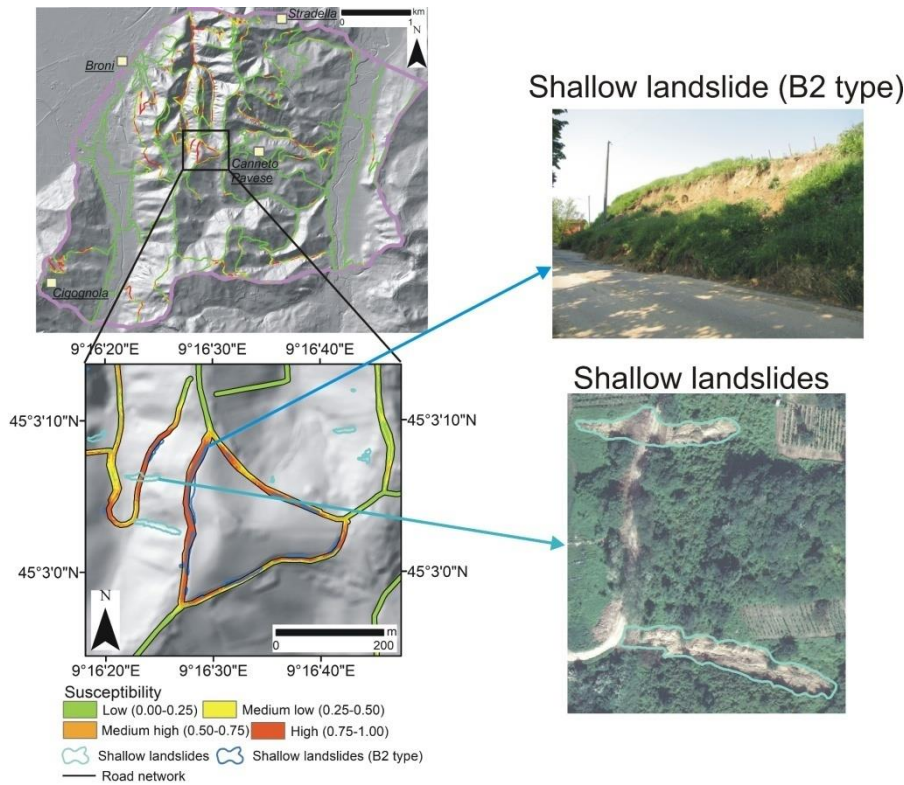 Stradella
0 km 1
N
Broni
Canneto
Pavese
Cigognola
Shallow landslide (B2 type)
9°16'20"E 9°16'30"E 9°16'40"E
45°3'10"N 45°3'10"N
45°3'0"N 45°3'0"N
N
0 m 200
9°16'20"E 9°16'30"E 9°16'40"E
Shallow landslides
Susceptibility
Low (0.00-0.25) Medium low (0.25-0.50)
Medium high (0.50-0.75) High (0.75-1.00)
Shallow landslides Shallow landslides (B2 type)
Road network